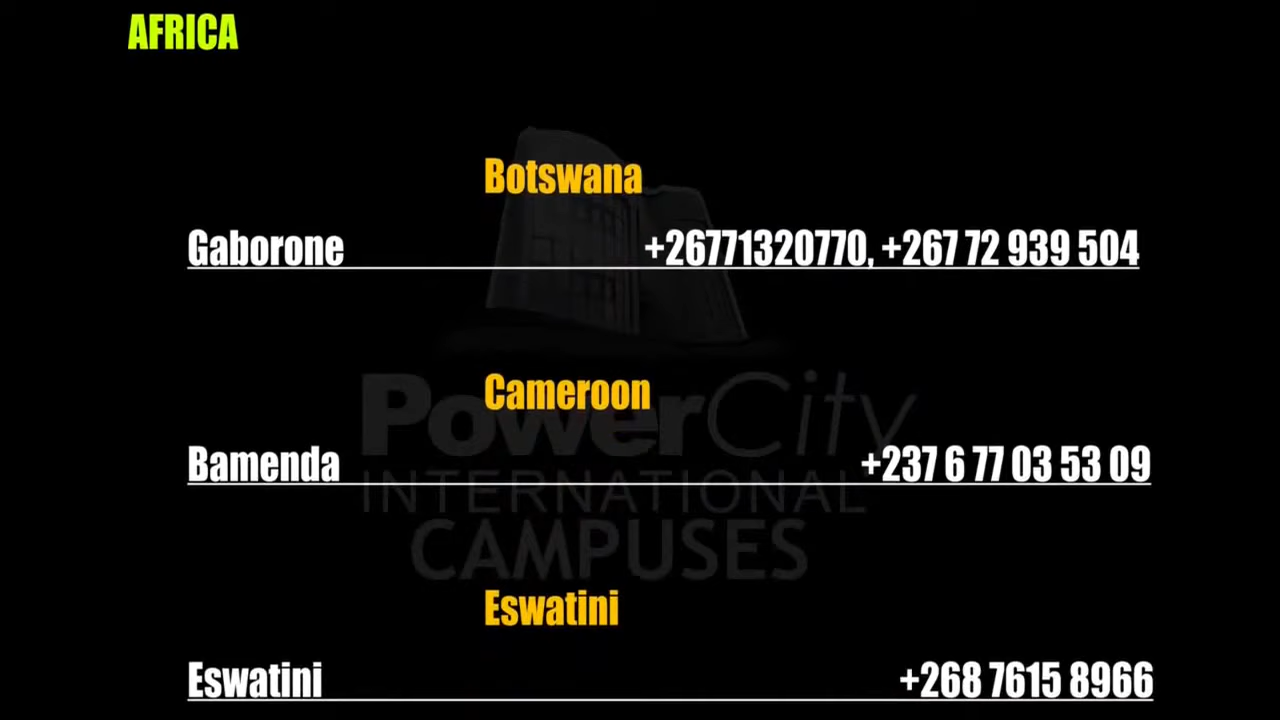 AFRICA
Botswana
Gaborone +26771320770, +267 72 939 504
Cameroon
PowerCity
Bamenda +237 6 77 03 53 09
INTERNATIONAL
CAMPUSES
Eswatini
Eswatini +268 7615 8966